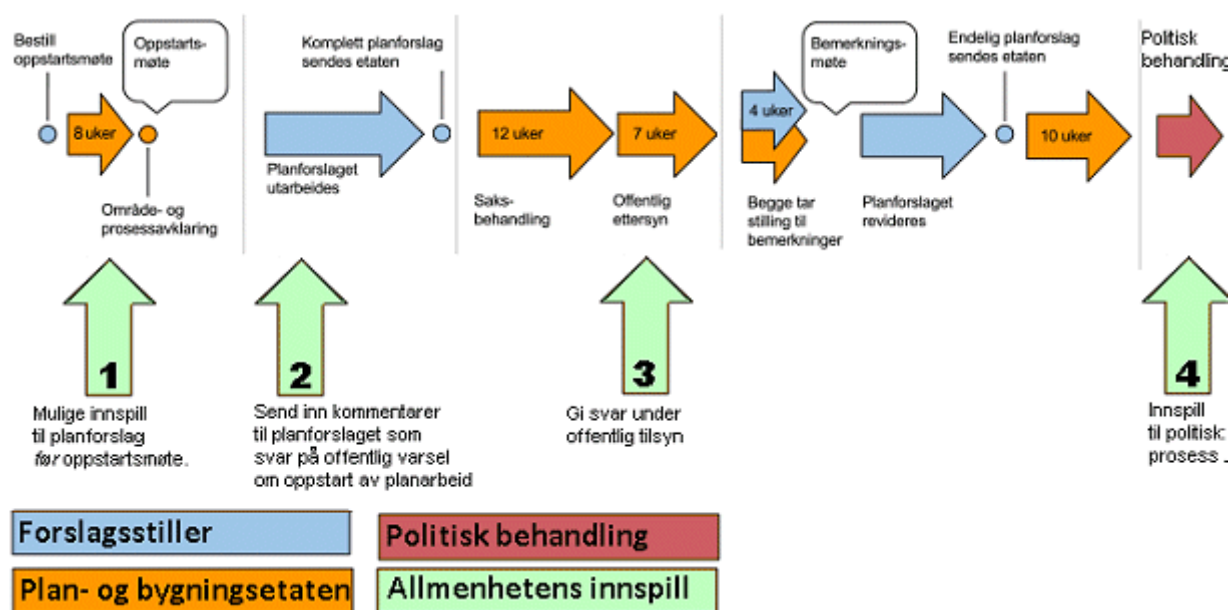 Bestill
oppstartsmøte
Oppstarts-
møte
8 uker
Område- og
prosessavklaring
Komplett planforslag
sendes etaten
Planforslaget
utarbeides
12 uker
Saks-
behandling
7 uker
Offentlig
ettersyn
4 uker
Begge tar
stilling til
bemerkninger
Bemerknings-
møte
Planforslaget
revideres
Endelig planforslag
sendes etaten
10 uker
Politisk
behandling
1
Mulige innspill
til planforslag
før oppstartsmøte.
2
Send inn kommentarer
til planforslaget som
svar på offentlig varsel
om oppstart av planarbeid
3
Gi svar under
offentlig tilsyn
4
Innspill
til politisk
prosess
Forslagsstiller
Politisk behandling
Plan- og bygningsetaten
Allmenhetens innspill